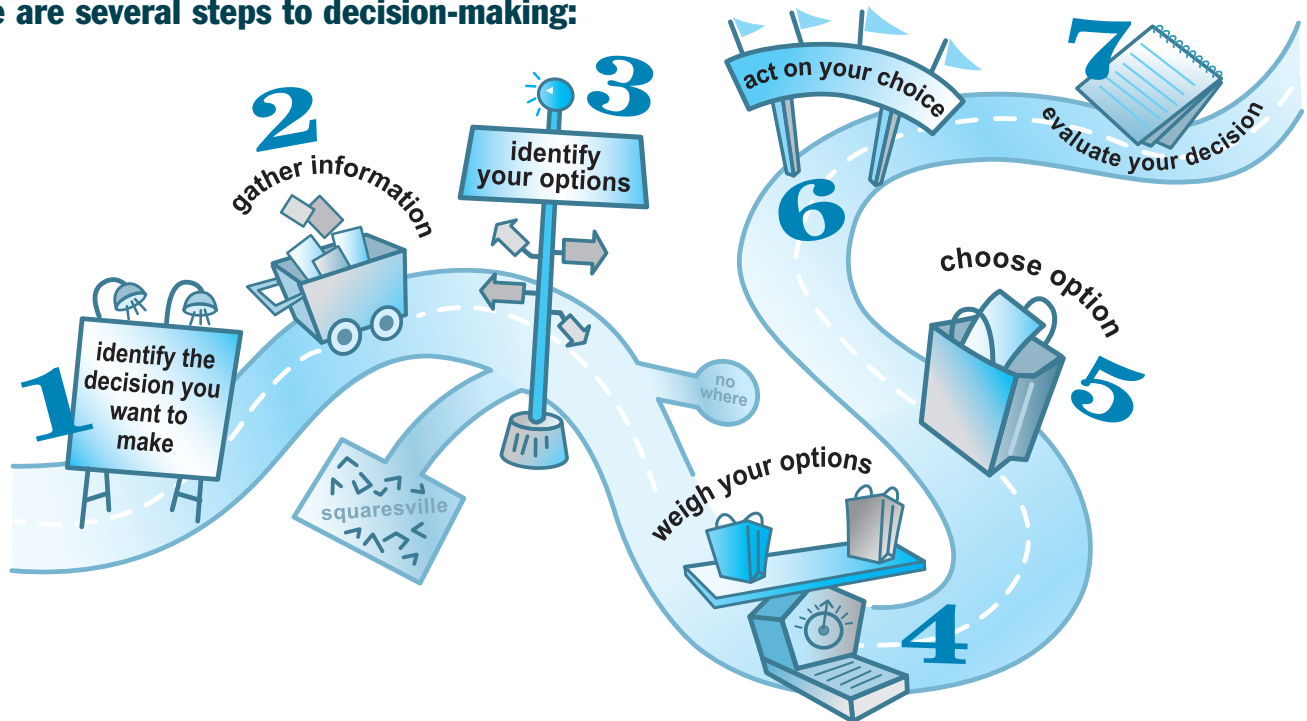 e are several steps to decision-making:
1
identify the
decision you
want to
make
2
gather information
3
identify
your options
squaresville
no
where
4
weigh your options
5
choose option
6
act on your choice
7
evaluate your decision